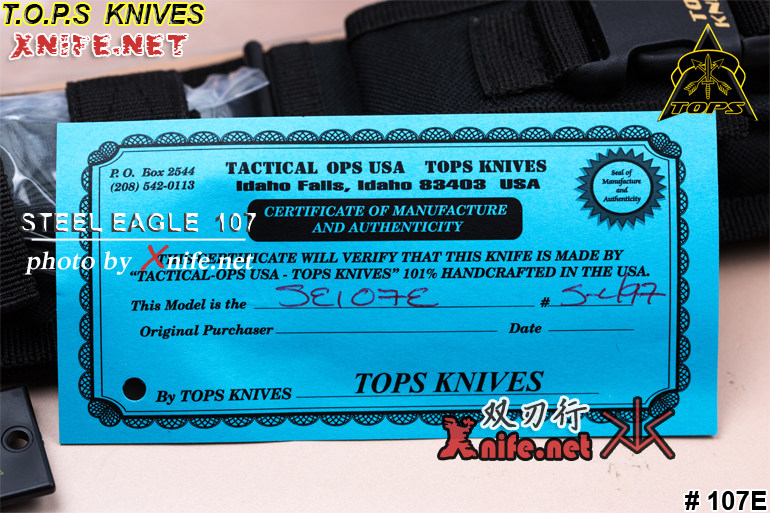 T.O.P.S KNIVES
Xnife.net
KNI
TOPS
TOPS
P. O. Box 2544
(208) 542-0113
TACTICAL OPS USA TOPS KNIVES
Idaho Falls, Idaho 83403 USA
Seal of
Manufacture
and
Authenticity
CERTIFICATE OF MANUFACTURE
AND AUTHENTICITY
STEEL EAGLE 107
photo by Xnife.net
THIS CERTIFICATE WILL VERIFY THAT THIS KNIFE IS MADE BY
"TACTICAL-OPS USA - TOPS KNIVES" 101% HANDCRAFTED IN THE USA.
This Model is the SE107E #
Original Purchaser Date
By TOPS KNIVES TOPS KNIVES
双刃行
Xnife.net
# 107E